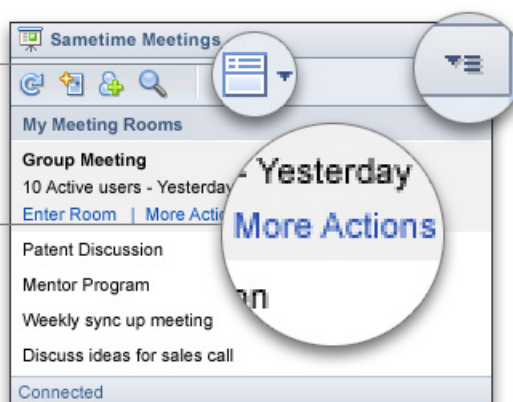 Sametime Meetings
My Meeting Rooms
Group Meeting
10 Active users - Yesterday
Enter Room | More
- Yesterday
More Actions
Patent Discussion
Mentor Program
Weekly sync up meeting
Discuss ideas for sales call
Connected